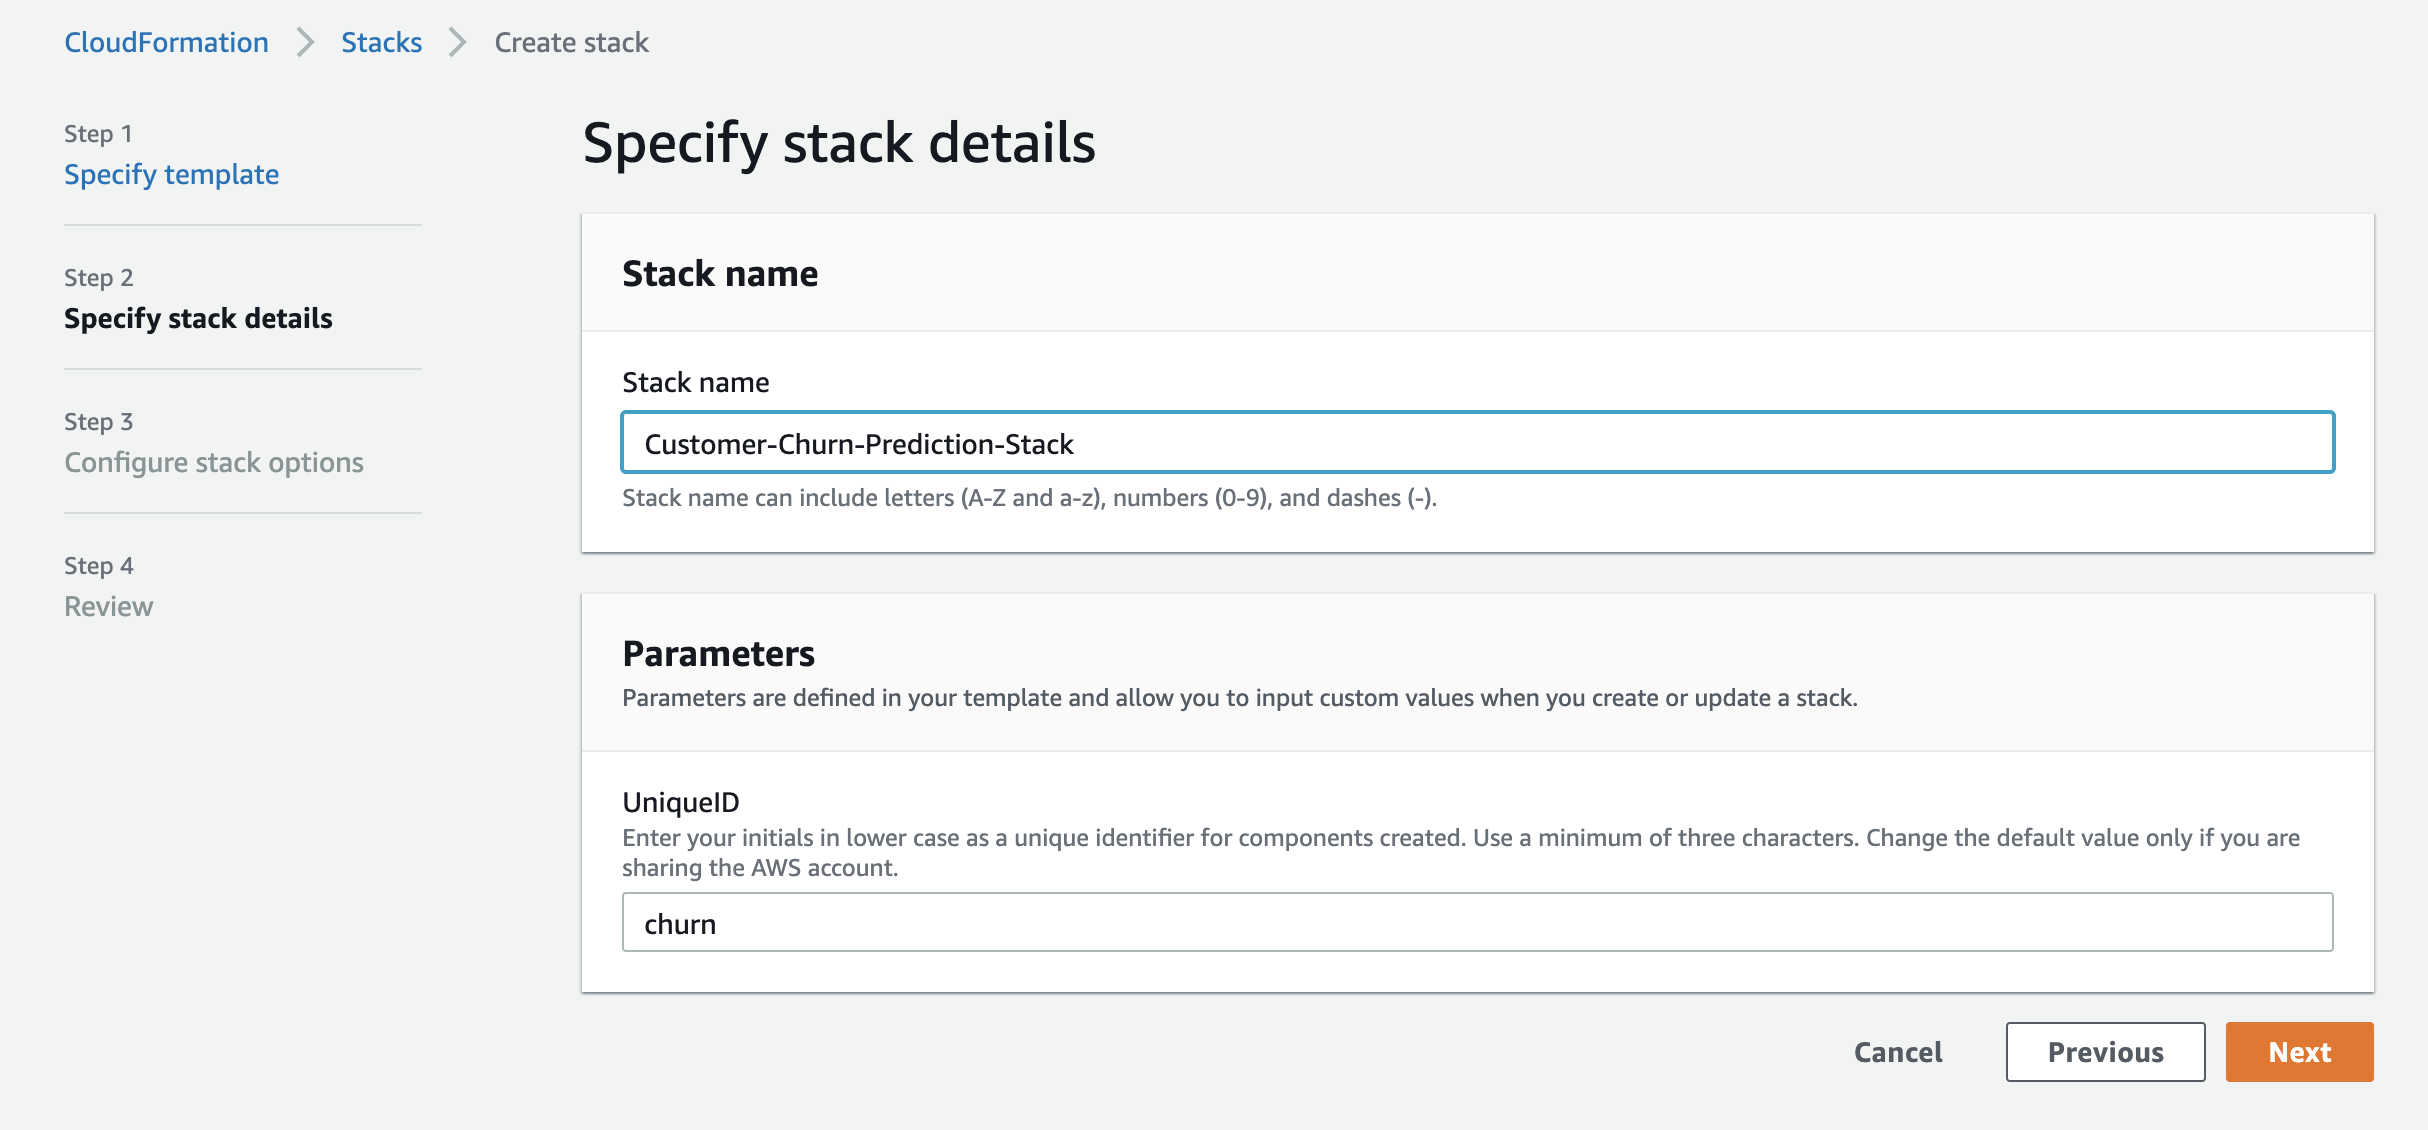 CloudFormation > Stacks > Create stack
Step 1
Specify template
Step 2
Specify stack details
Step 3
Configure stack options
Step 4
Review
Specify stack details
Stack name
Stack name
Customer-Churn-Prediction-Stack
Stack name can include letters (A-Z and a-z), numbers (0-9), and dashes (-).
Parameters
Parameters are defined in your template and allow you to input custom values when you create or update a stack.
UniqueID
Enter your initials in lower case as a unique identifier for components created. Use a minimum of three characters. Change the default value only if you are
sharing the AWS account.
churn
Cancel Previous Next